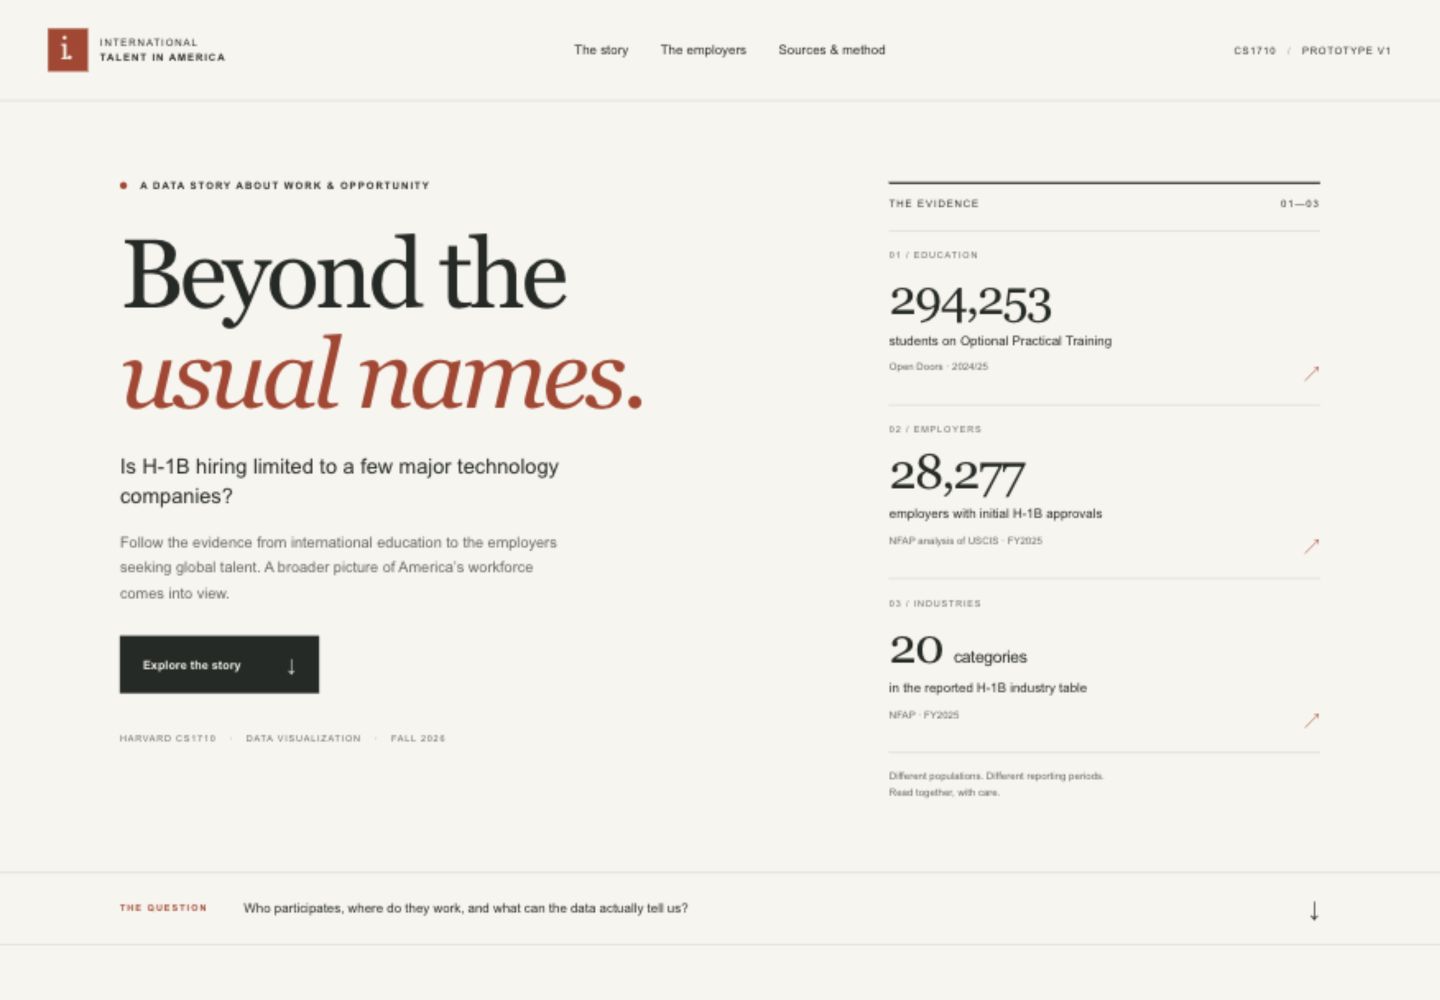 i.
INTERNATIONAL
TALENT IN AMERICA
The story
The employers
Sources & method
CS1710 / PROTOTYPE V1
A DATA STORY ABOUT WORK & OPPORTUNITY
Beyond the
usual names.
Is H-1B hiring limited to a few major technology
companies?
Follow the evidence from international education to the employers
seeking global talent. A broader picture of America's workforce
comes into view.
Explore the story ↓
HARVARD CS1710 · DATA VISUALIZATION · FALL 2026
THE EVIDENCE 01—03
01 / EDUCATION
294,253
students on Optional Practical Training
Open Doors · 2024/25
02 / EMPLOYERS
28,277
employers with initial H-1B approvals
NFAP analysis of USCIS · FY2025
03 / INDUSTRIES
20 categories
in the reported H-1B industry table
NFAP · FY2025
Different populations. Different reporting periods.
Read together, with care.
THE QUESTION
Who participates, where do they work, and what can the data actually tell us?